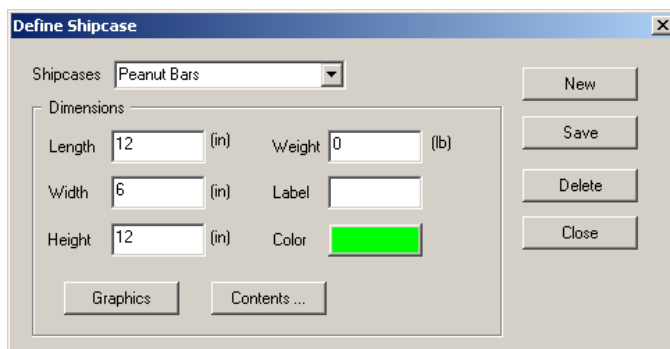 Define Shipcase
Shipcases Peanut Bars
New
Dimensions
Length 12 (in) Weight 0 (lb)
Save
Width 6 (in) Label
Delete
Height 12 (in) Color
Close
Graphics Contents ...